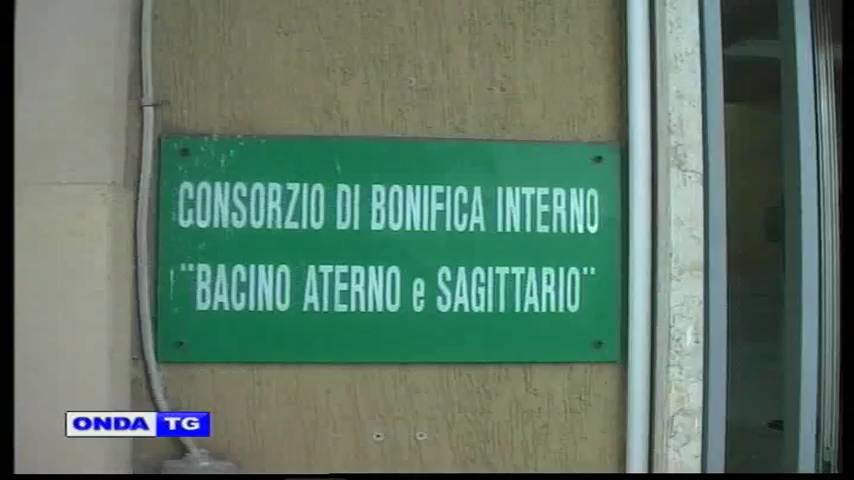 CONSORZIO DI BONIFICA INTERNO
"BACINO ATERNO e SAGITTARIO"
ONDA TG